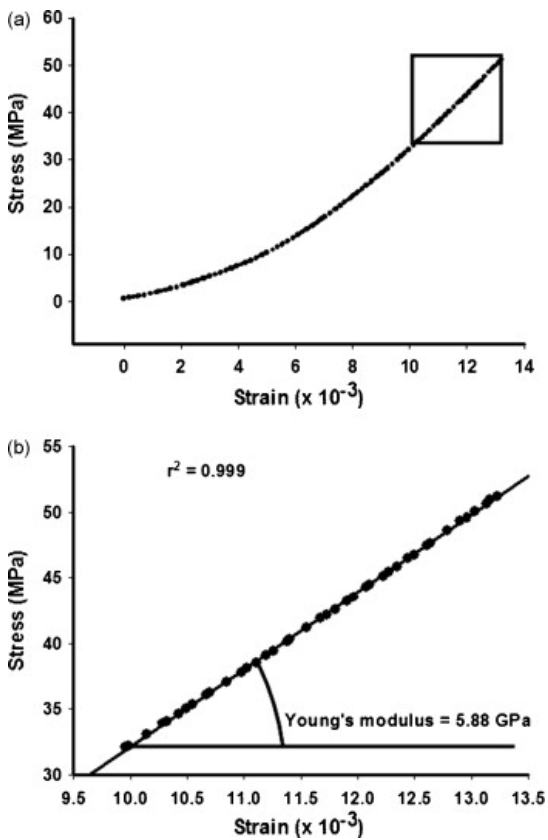 (a)
60
50
40
30
20
10
0
Stress (MPa)
0 2 4 6 8 10 12 14
Strain (x 10⁻³)
(b)
55
50
45
40
35
30
Stress (MPa)
r² = 0.999
Young's modulus = 5.88 GPa
9.5 10.0 10.5 11.0 11.5 12.0 12.5 13.0 13.5
Strain (x 10⁻³)